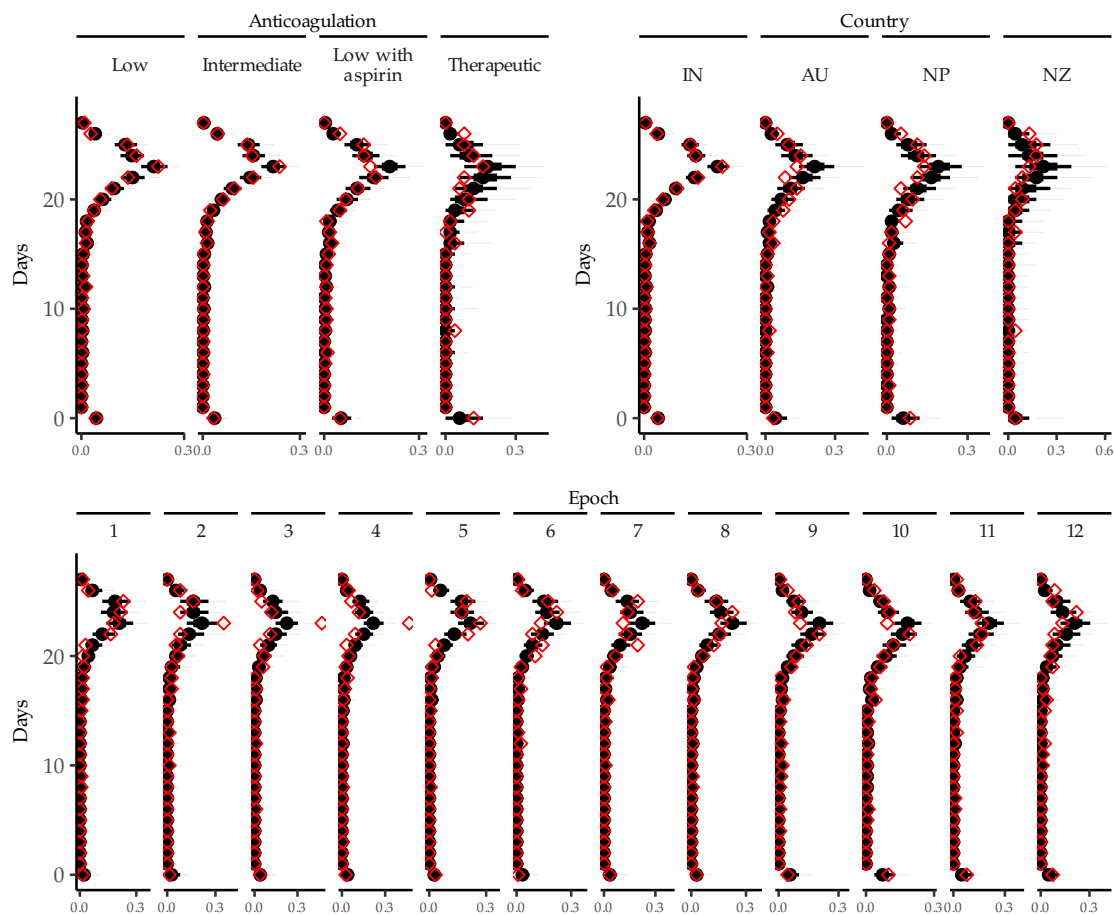 Anticoagulation
Country
Low
Intermediate
Low with
aspirin
Therapeutic
IN
AU
NP
NZ
Days
20
10
0
Days
20
10
0
0.0 0.3 0.0 0.3 0.0 0.3 0.0 0.3
0.0 0.3 0.0 0.3 0.0 0.3 0.0 0.3 0.6
Epoch
1 2 3 4 5 6 7 8 9 10 11 12
Days
20
10
0
0.0 0.3 0.0 0.3 0.0 0.3 0.0 0.3 0.0 0.3 0.0 0.3 0.0 0.3 0.0 0.3 0.0 0.3 0.0 0.3 0.0 0.3 0.0 0.3